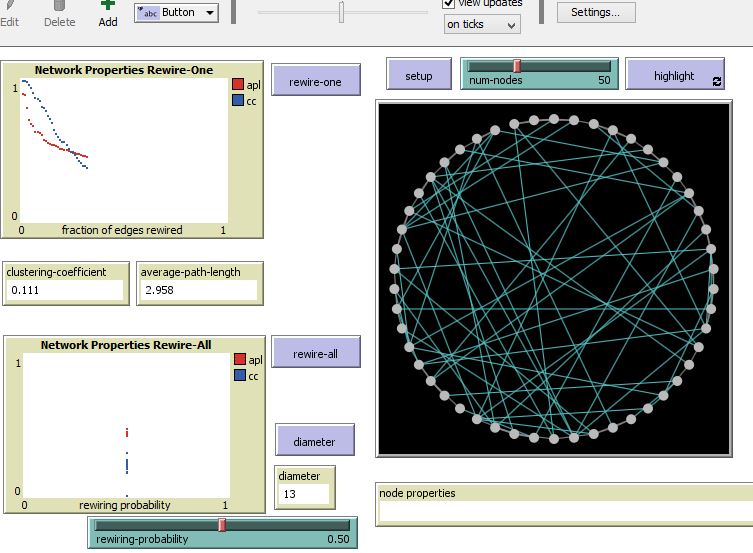 Edit
Delete
Add
abc Button
view updates
on ticks
Settings...
Network Properties Rewire-One
1
apl
cc
0
0
fraction of edges rewired
1
rewire-one
setup
num-nodes 50
highlight
clustering-coefficient
0.111
average-path-length
2.958
Network Properties Rewire-All
1
apl
cc
0
0
rewiring probability
1
rewire-all
diameter
diameter
13
node properties
rewiring-probability 0.50